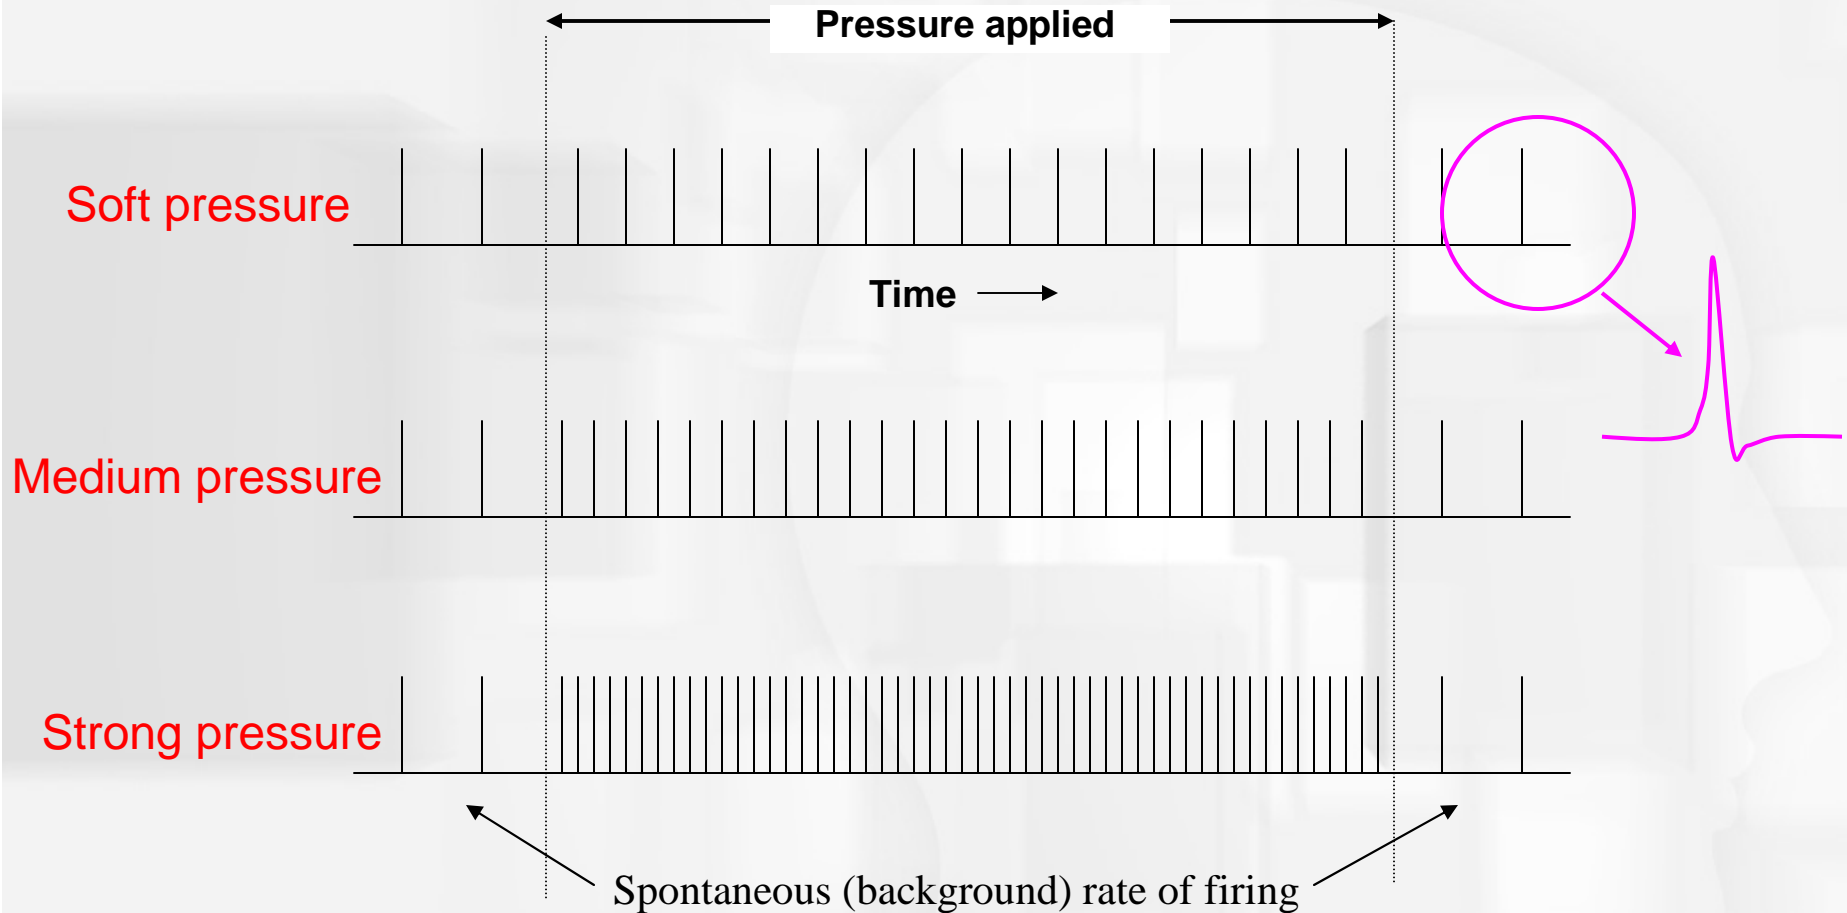 Pressure applied
Soft pressure
Time
Medium pressure
Strong pressure
Spontaneous (background) rate of firing